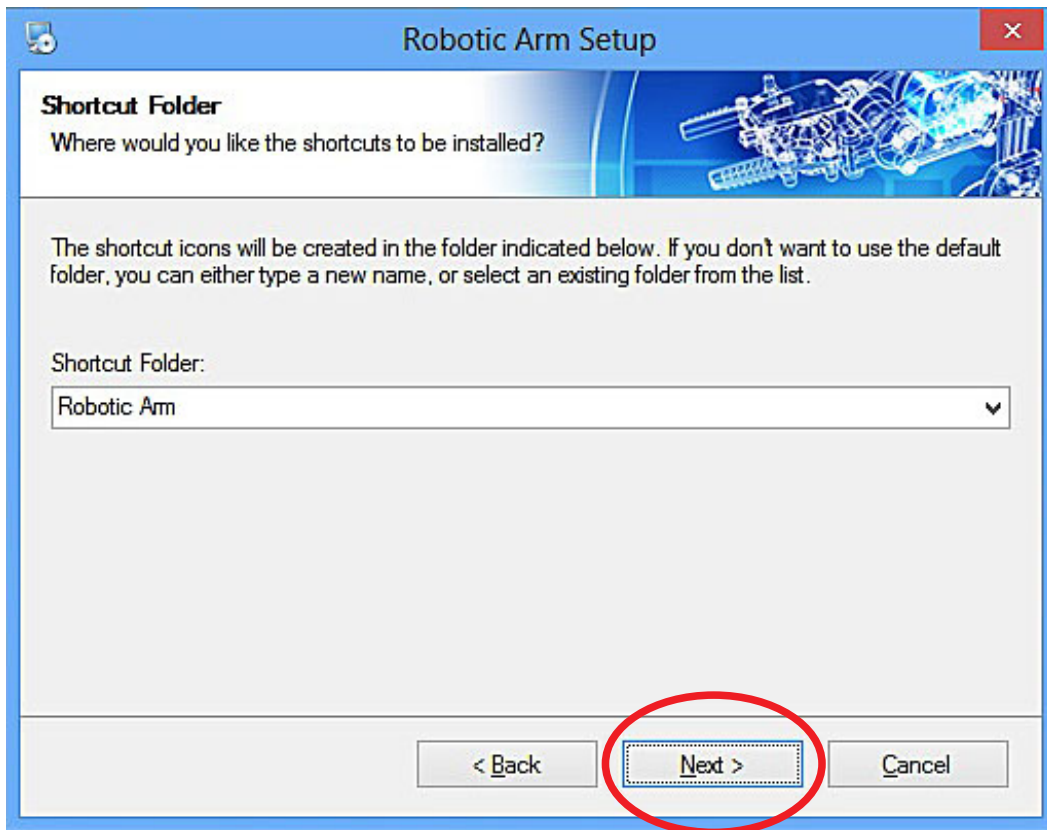 Robotic Arm Setup
Shortcut Folder
Where would you like the shortcuts to be installed?
The shortcut icons will be created in the folder indicated below. If you don't want to use the default
folder, you can either type a new name, or select an existing folder from the list.
Shortcut Folder:
Robotic Arm
< Back
Next >
Cancel